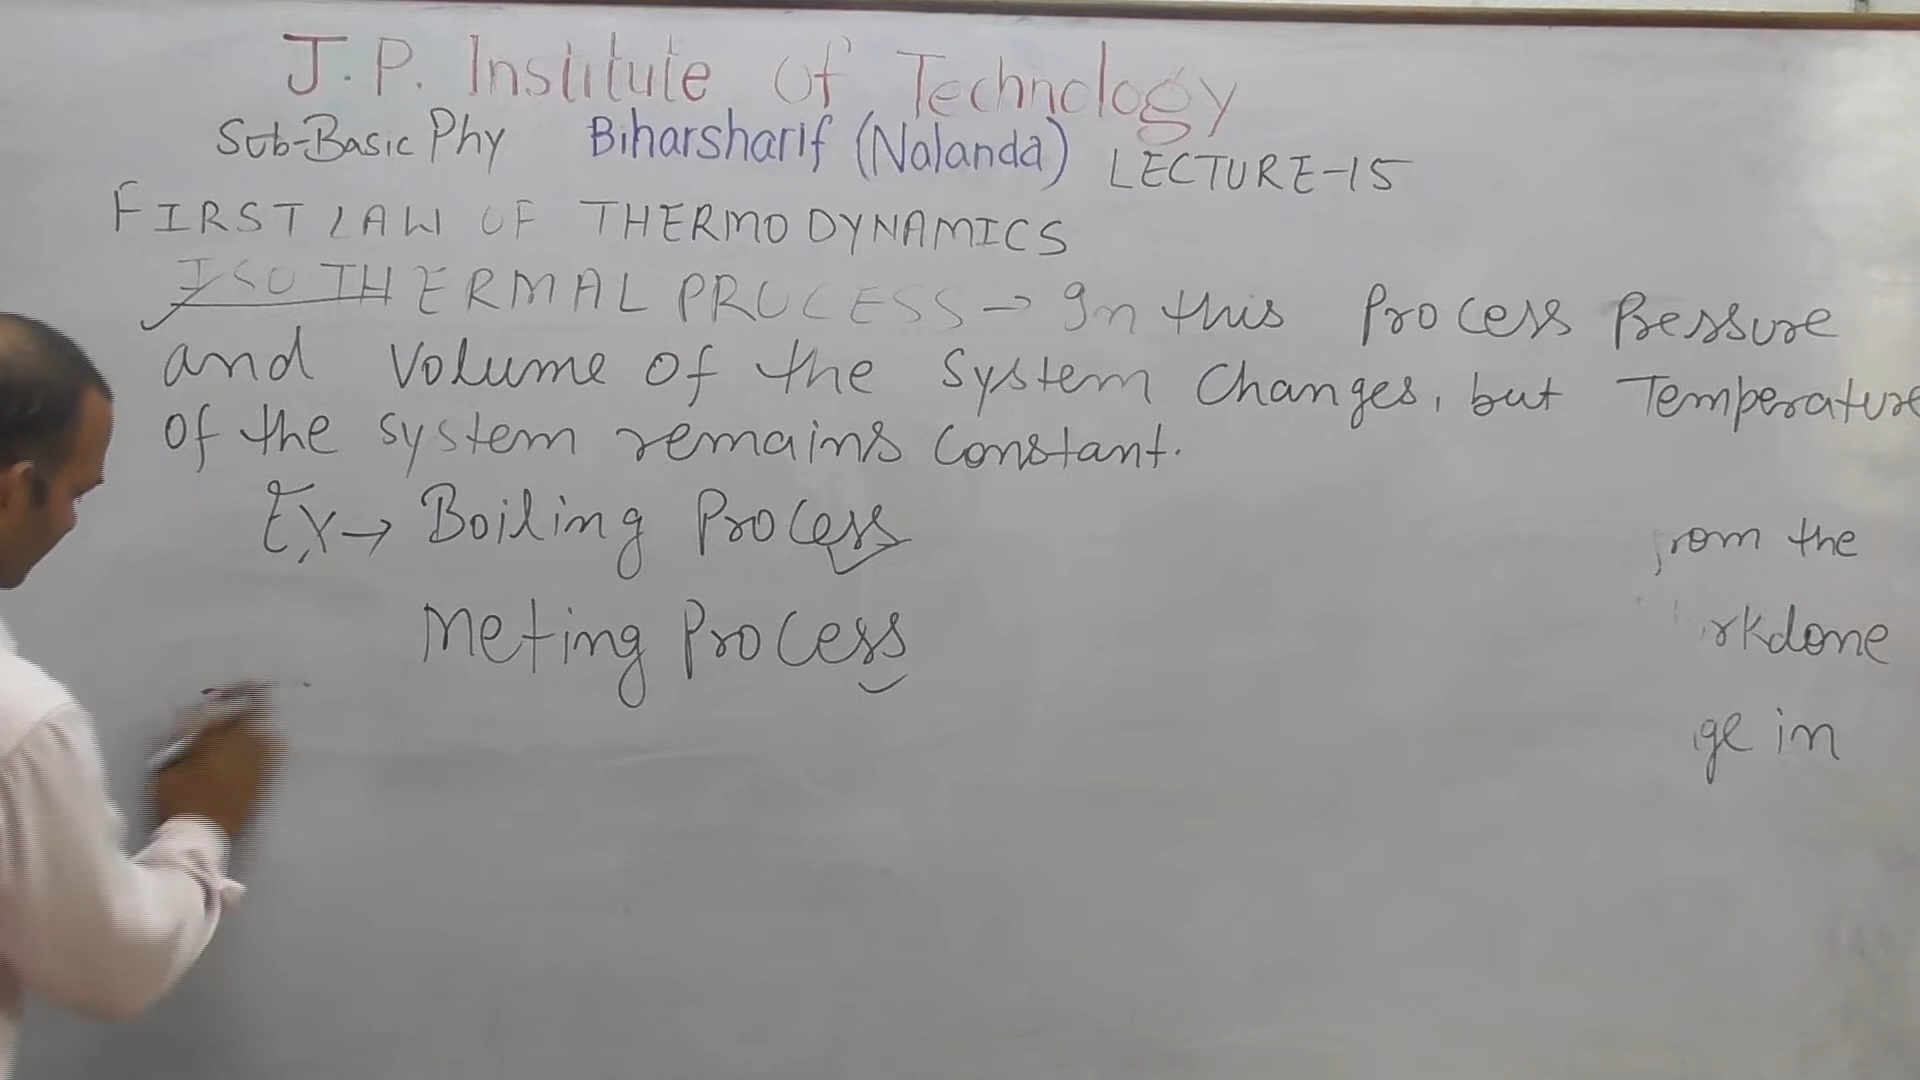 J.P. Institute of Technology
Sub-Basic Phy Biharsharif (Nalanda) LECTURE-15
FIRST LAW OF THERMODYNAMICS
ISOTHERMAL PROCESS → In this Process Pressure
and Volume of the System Changes, but Temperature
of the system remains Constant.
Ex → Boiling Process
rom the
Meting Process
rkdone
ge in